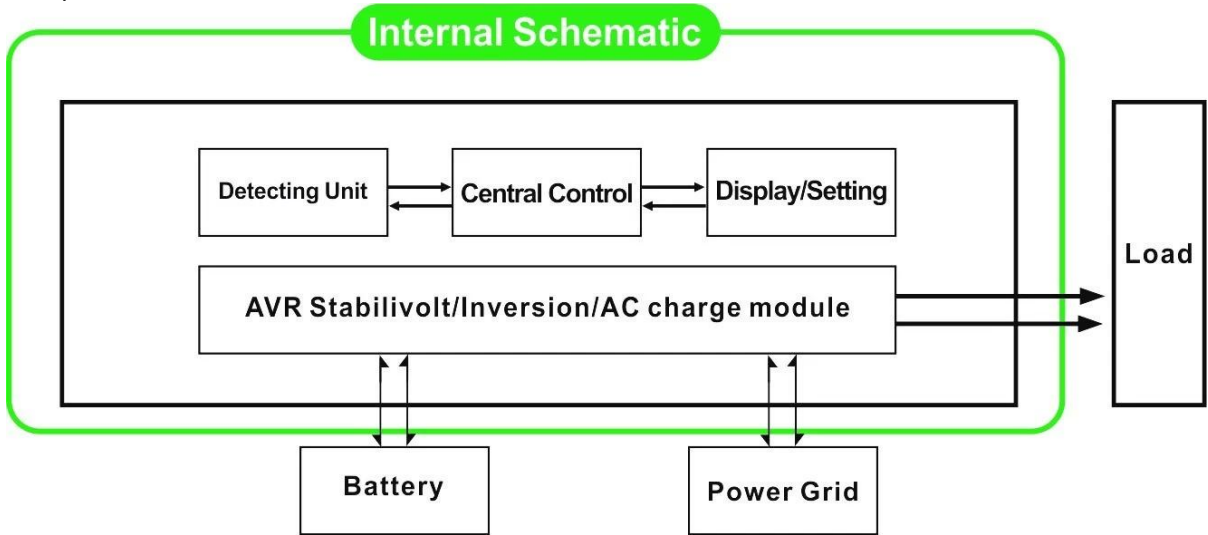 Internal Schematic
Detecting Unit
Central Control
Display/Setting
AVR Stabilivolt/Inversion/AC charge module
Load
Battery
Power Grid